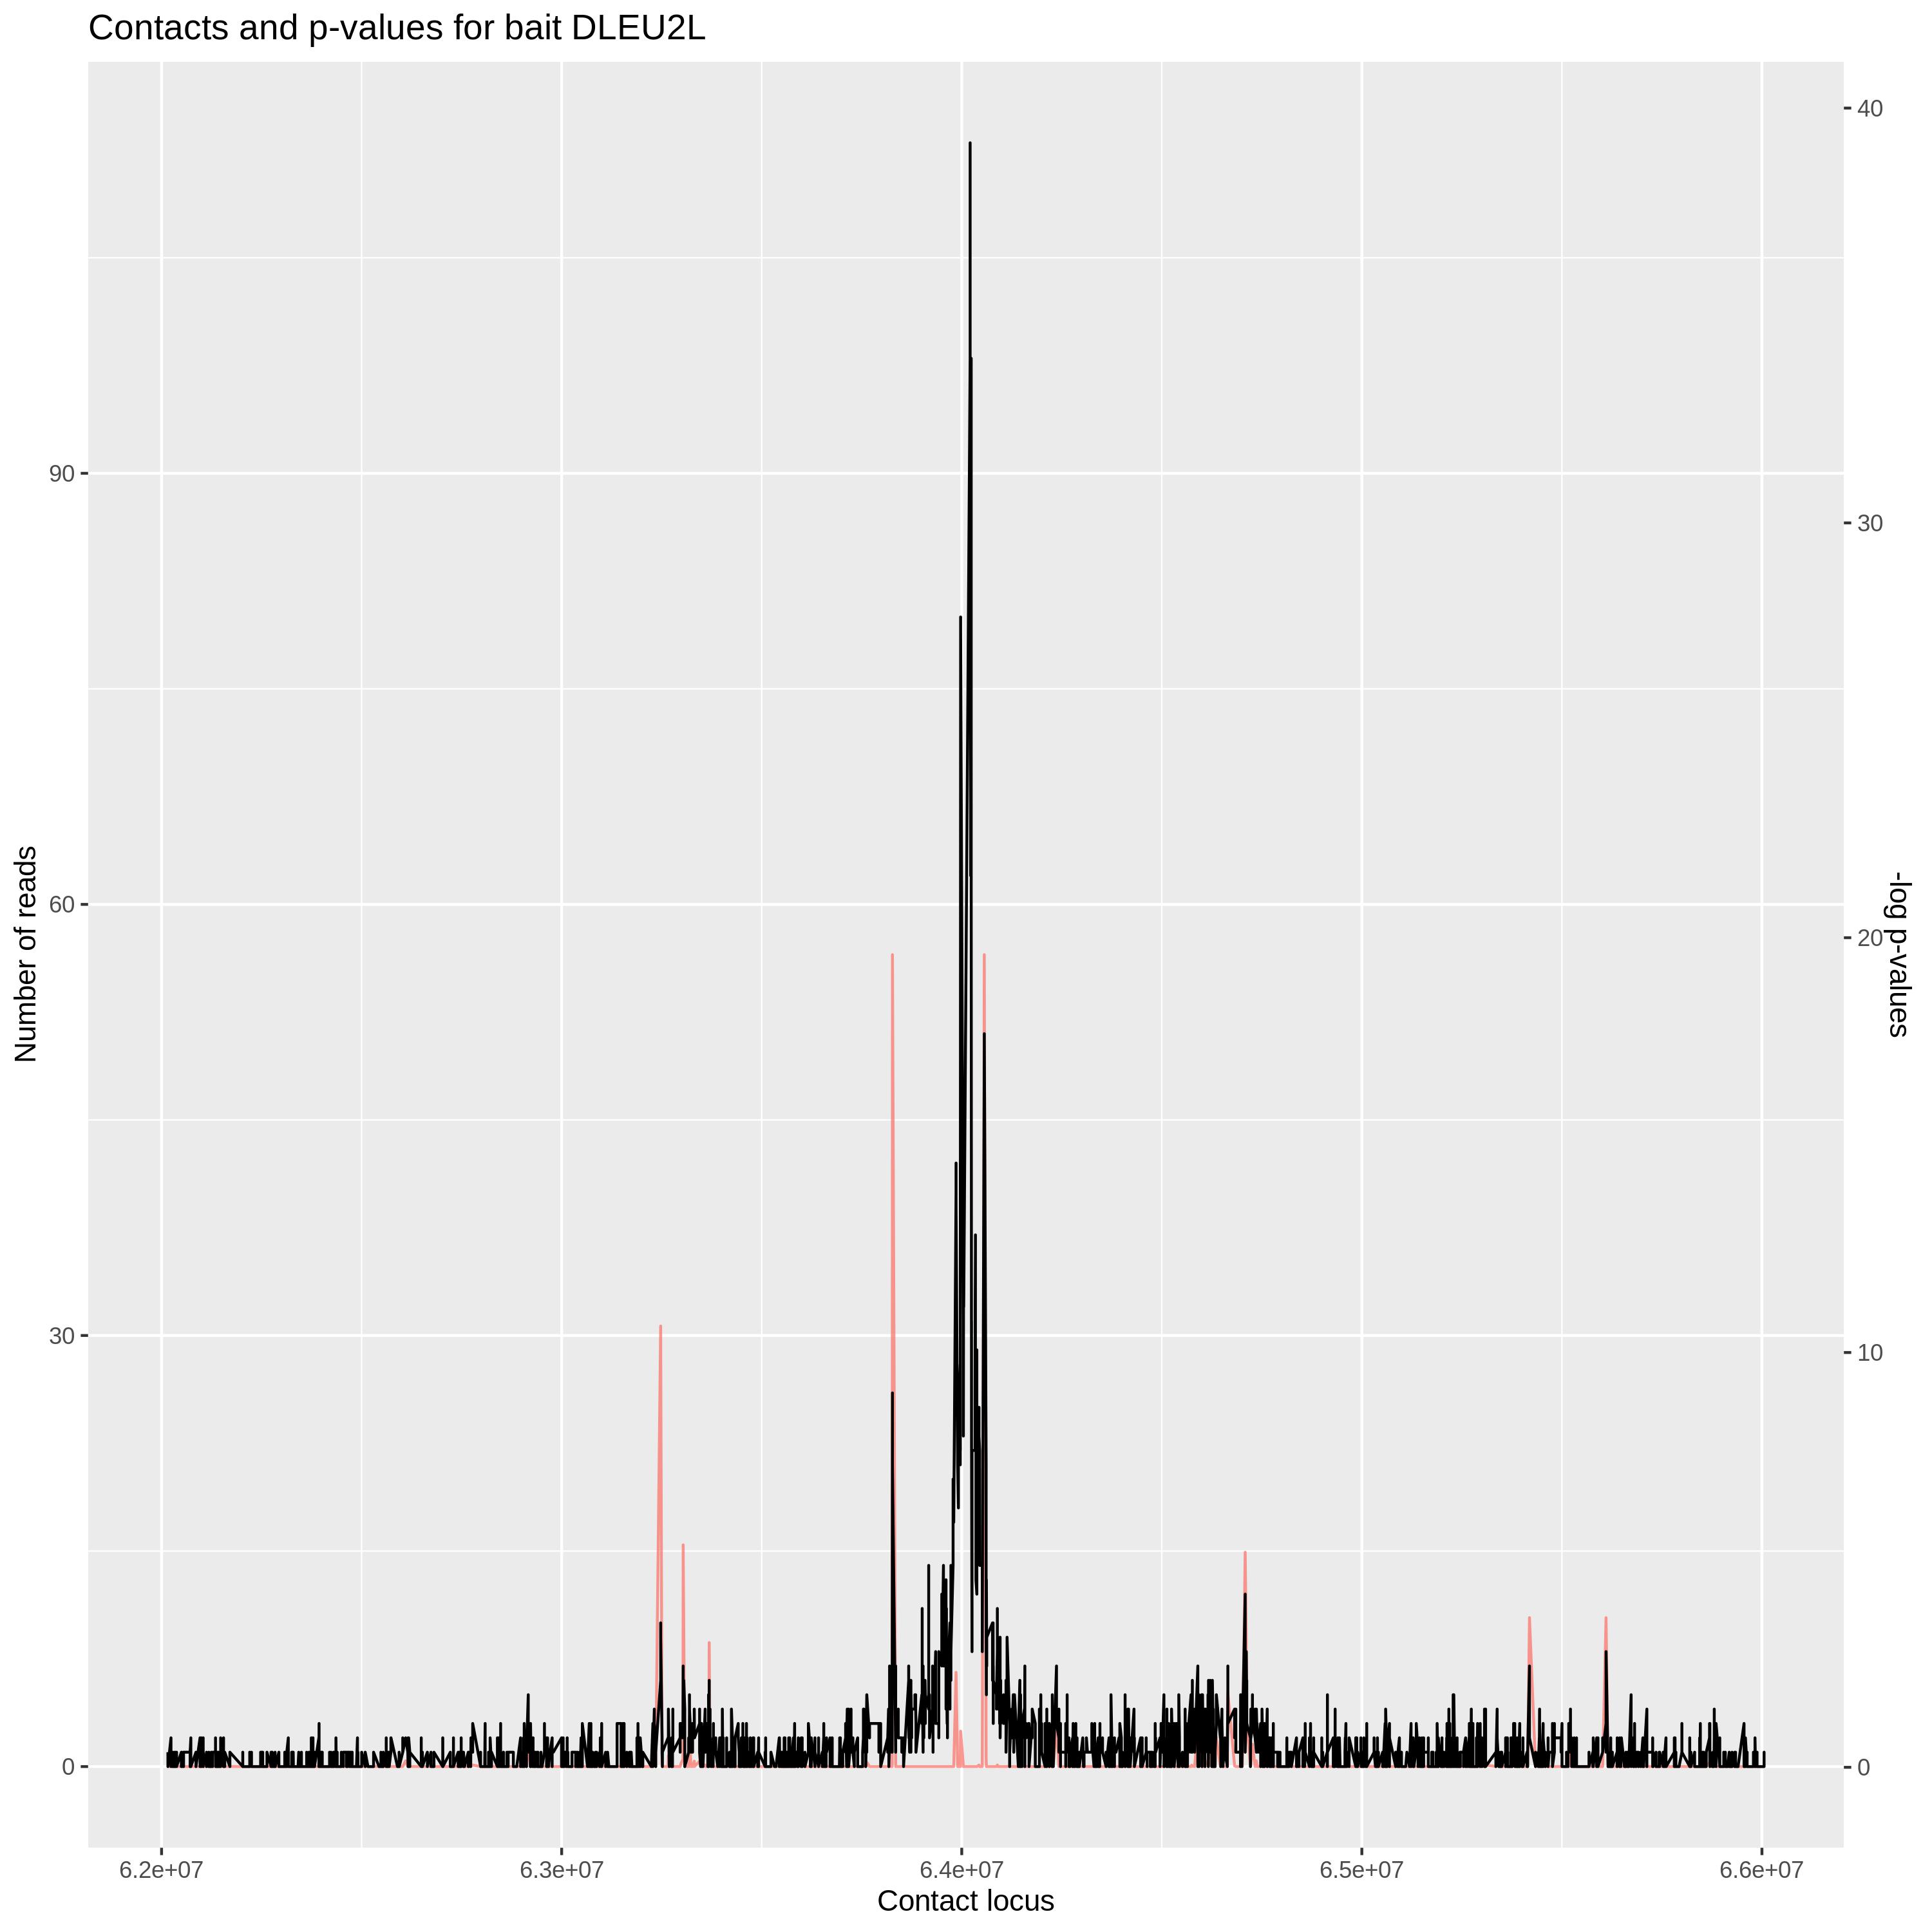 Contacts and p-values for bait DLEU2L
Number of reads
90
60
30
0
40
30
20
10
0
-log p-values
6.2e+07
6.3e+07
6.4e+07
6.5e+07
6.6e+07
Contact locus